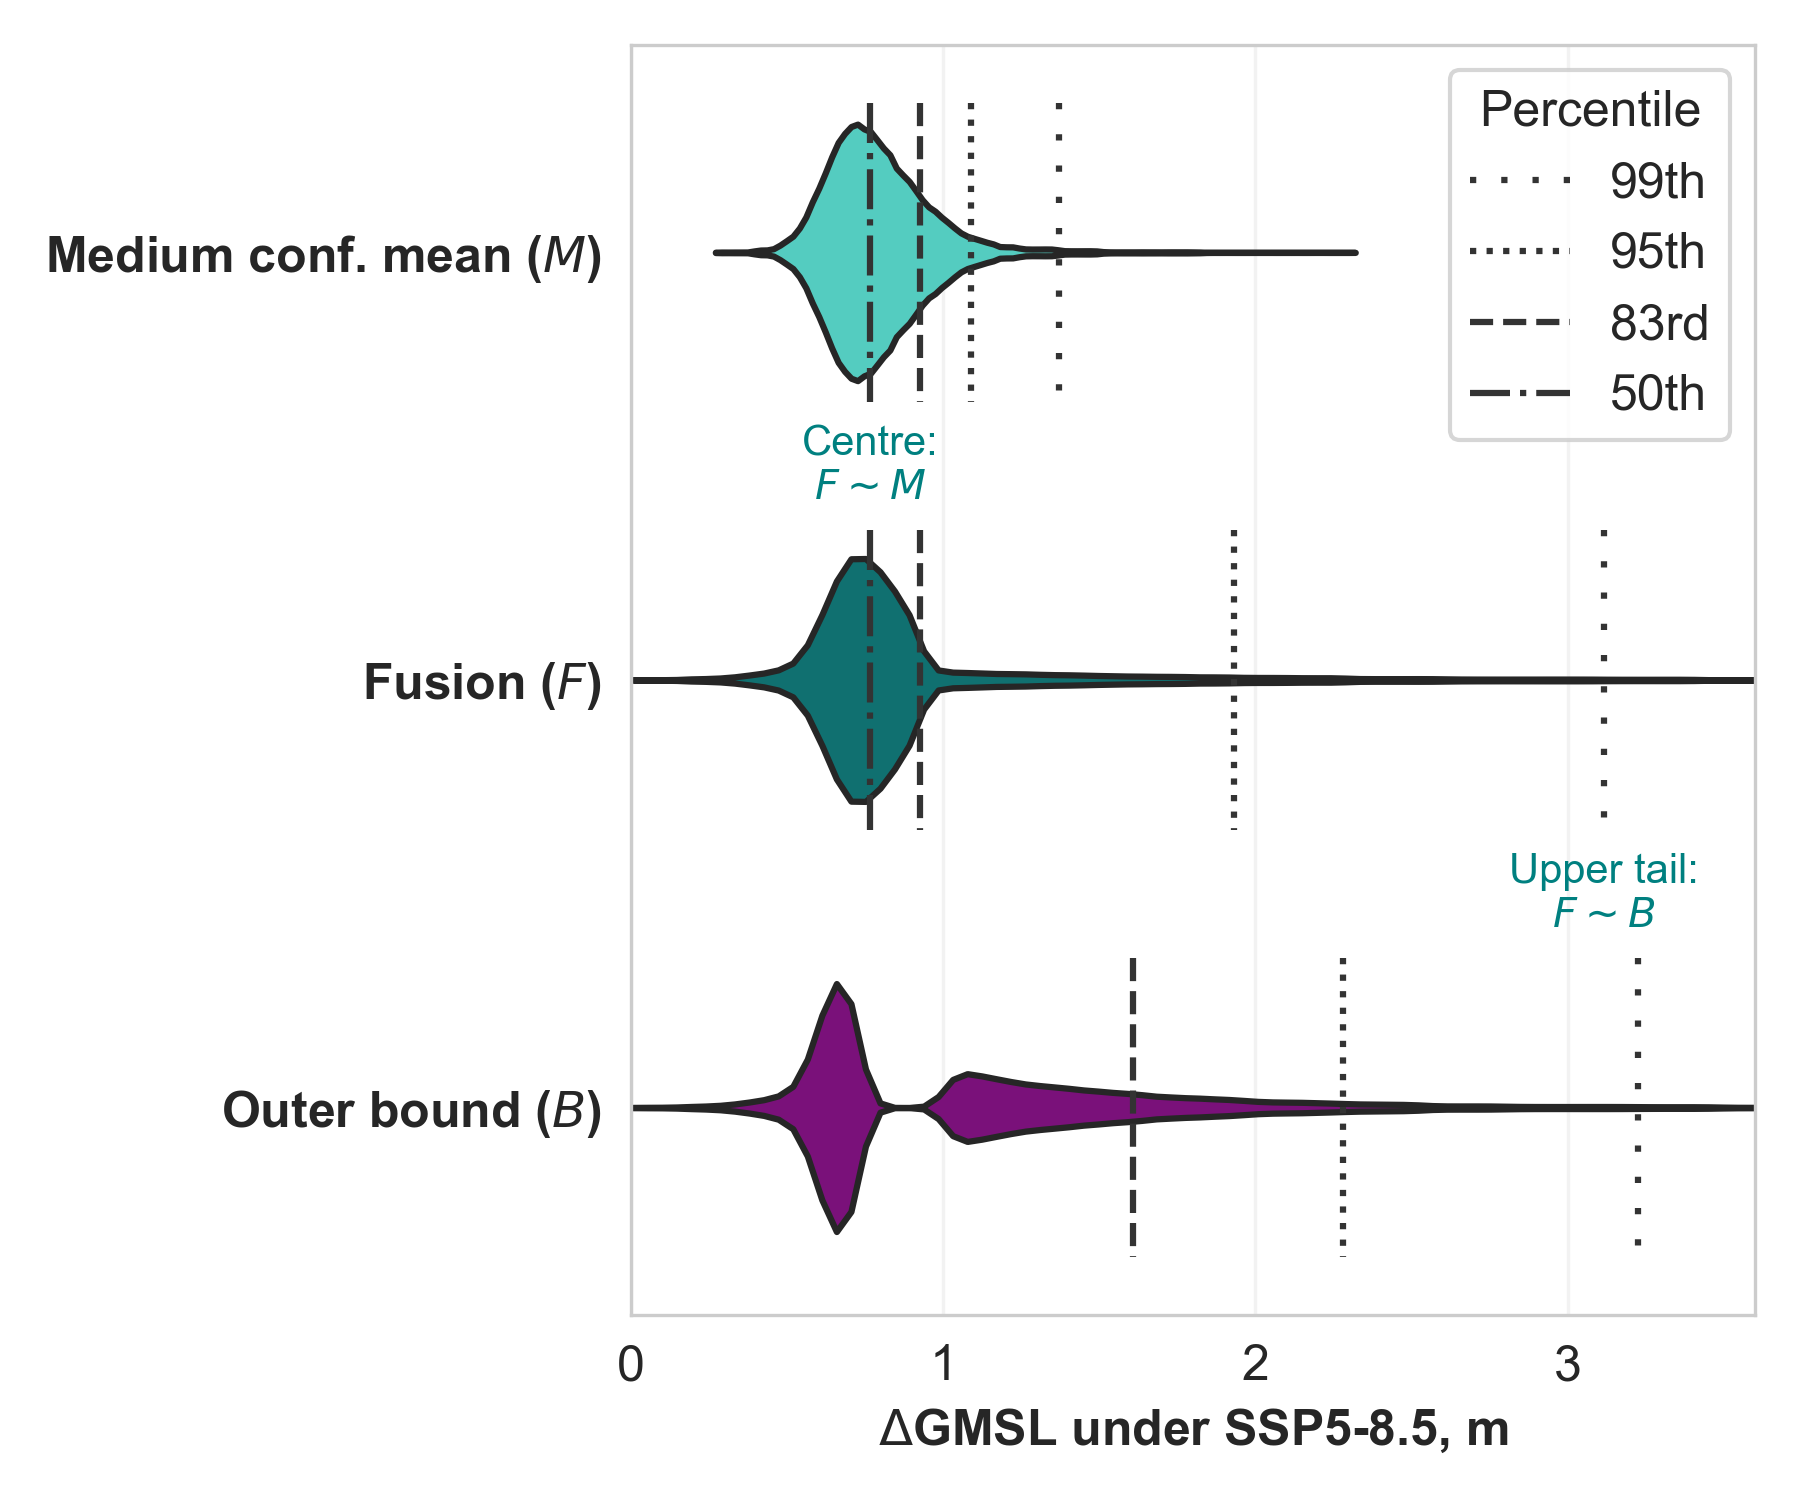 Percentile
99th
95th
83rd
50th
Medium conf. mean (M)
Centre:
F ~ M
Fusion (F)
Upper tail:
F ~ B
Outer bound (B)
0 1 2 3
ΔGMSL under SSP5-8.5, m